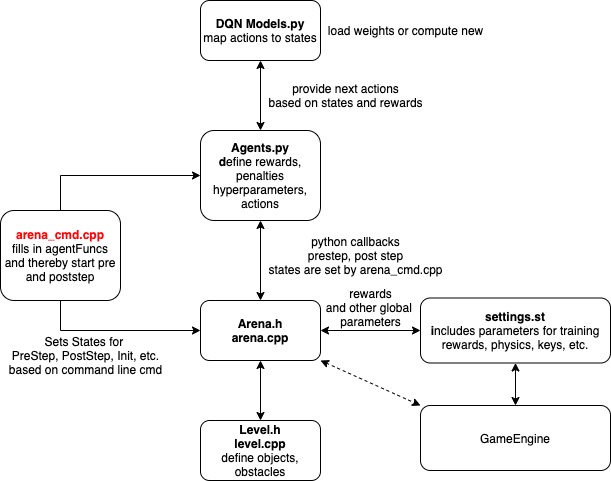 DQN Models.py
map actions to states
load weights or compute new
provide next actions
based on states and rewards
Agents.py
define rewards,
penalties
hyperparameters,
actions
arena_cmd.cpp
fills in agentFuncs
and thereby start pre
and poststep
python callbacks
prestep, post step
states are set by arena_cmd.cpp
rewards
and other global
parameters
Arena.h
arena.cpp
settings.st
includes parameters for training
rewards, physics, keys, etc.
Sets States for
PreStep, PostStep, Init, etc.
based on command line cmd
Level.h
level.cpp
define objects,
obstacles
GameEngine